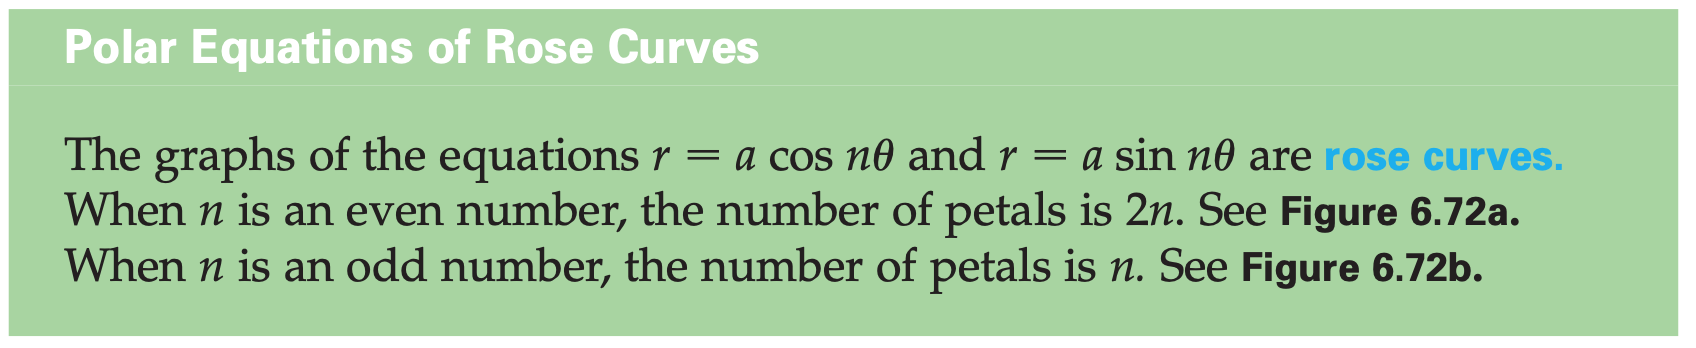 Polar Equations of Rose Curves
The graphs of the equations r = a cos nθ and r = a sin nθ are rose curves.
When n is an even number, the number of petals is 2n. See Figure 6.72a.
When n is an odd number, the number of petals is n. See Figure 6.72b.